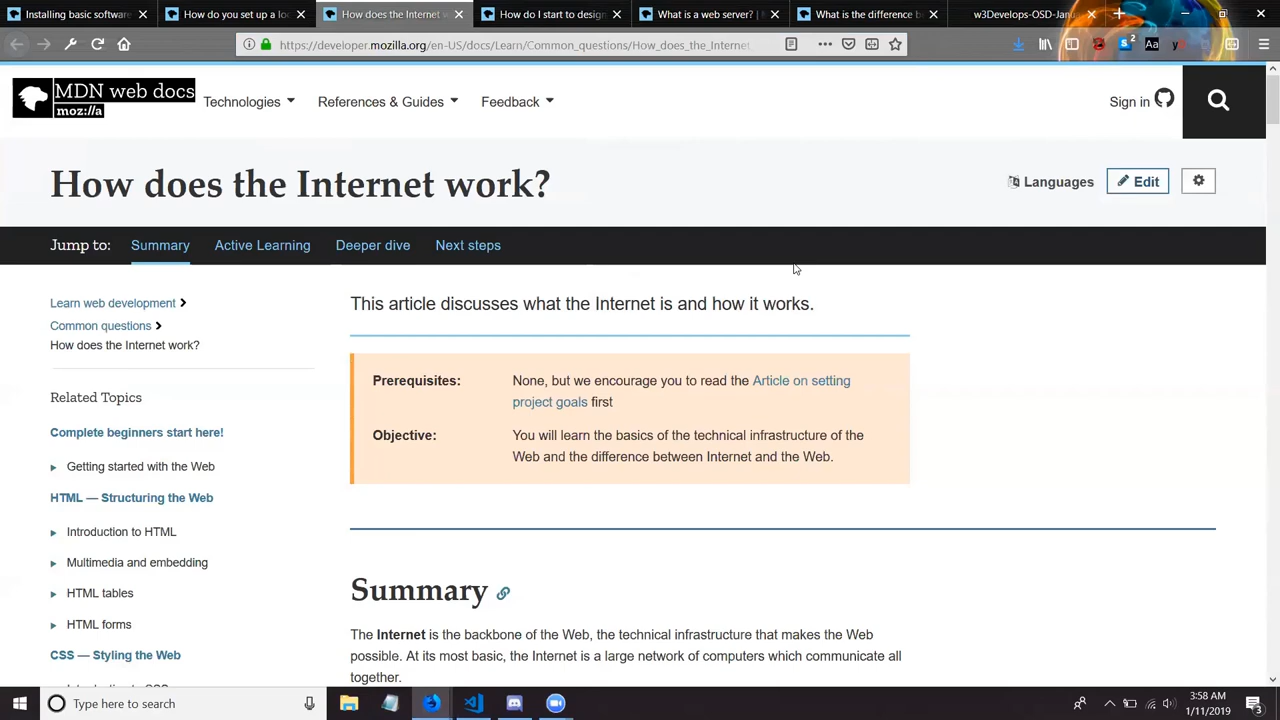 Installing basic software
How do you set up a loc
How does the Internet w
How do I start to design
What is a web server? | M
What is the difference b
w3Develops-OSD-Janu
https://developer.mozilla.org/en-US/docs/Learn/Common_questions/How_does_the_Internet
2
Aa
MDN web docs
moz://a
Technologies
References & Guides
Feedback
Sign in
How does the Internet work?
Languages
Edit
Jump to:
Summary
Active Learning
Deeper dive
Next steps
Learn web development
Common questions
How does the Internet work?
Related Topics
Complete beginners start here!
Getting started with the Web
HTML — Structuring the Web
Introduction to HTML
Multimedia and embedding
HTML tables
HTML forms
CSS — Styling the Web
This article discusses what the Internet is and how it works.
Prerequisites:
None, but we encourage you to read the Article on setting
project goals first
Objective:
You will learn the basics of the technical infrastructure of the
Web and the difference between Internet and the Web.
Summary
The Internet is the backbone of the Web, the technical infrastructure that makes the Web
possible. At its most basic, the Internet is a large network of computers which communicate all
together.
Type here to search
3:58 AM
1/11/2019
3